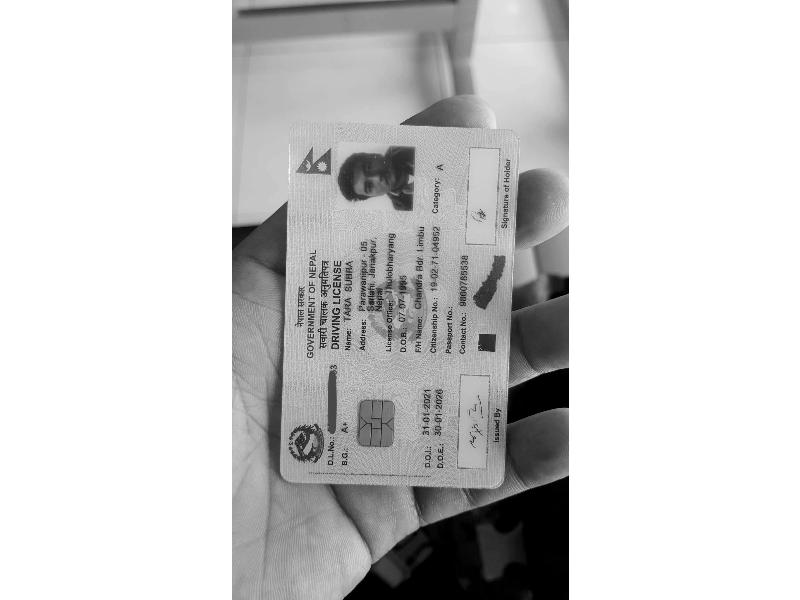 नेपाल सरकार
GOVERNMENT OF NEPAL
सवारी चालक अनुमतिपत्र
DRIVING LICENSE
D.L.No.: 63
B.G.: A+
Name: TARA SUBBA
Address: Parawanipur - 05
Sarlahi, Janakpur,
Nepal
License Office: Thulobharyang
D.O.B.: 07-07-1995
F/H Name: Chandra Bdr. Limbu
Citizenship No.: 19-02-71-04952
Passport No.:
Contact No.: 9800785538
Category: A
D.O.I.: 31-01-2021
D.O.E.: 30-01-2026
Issued By
Signature of Holder